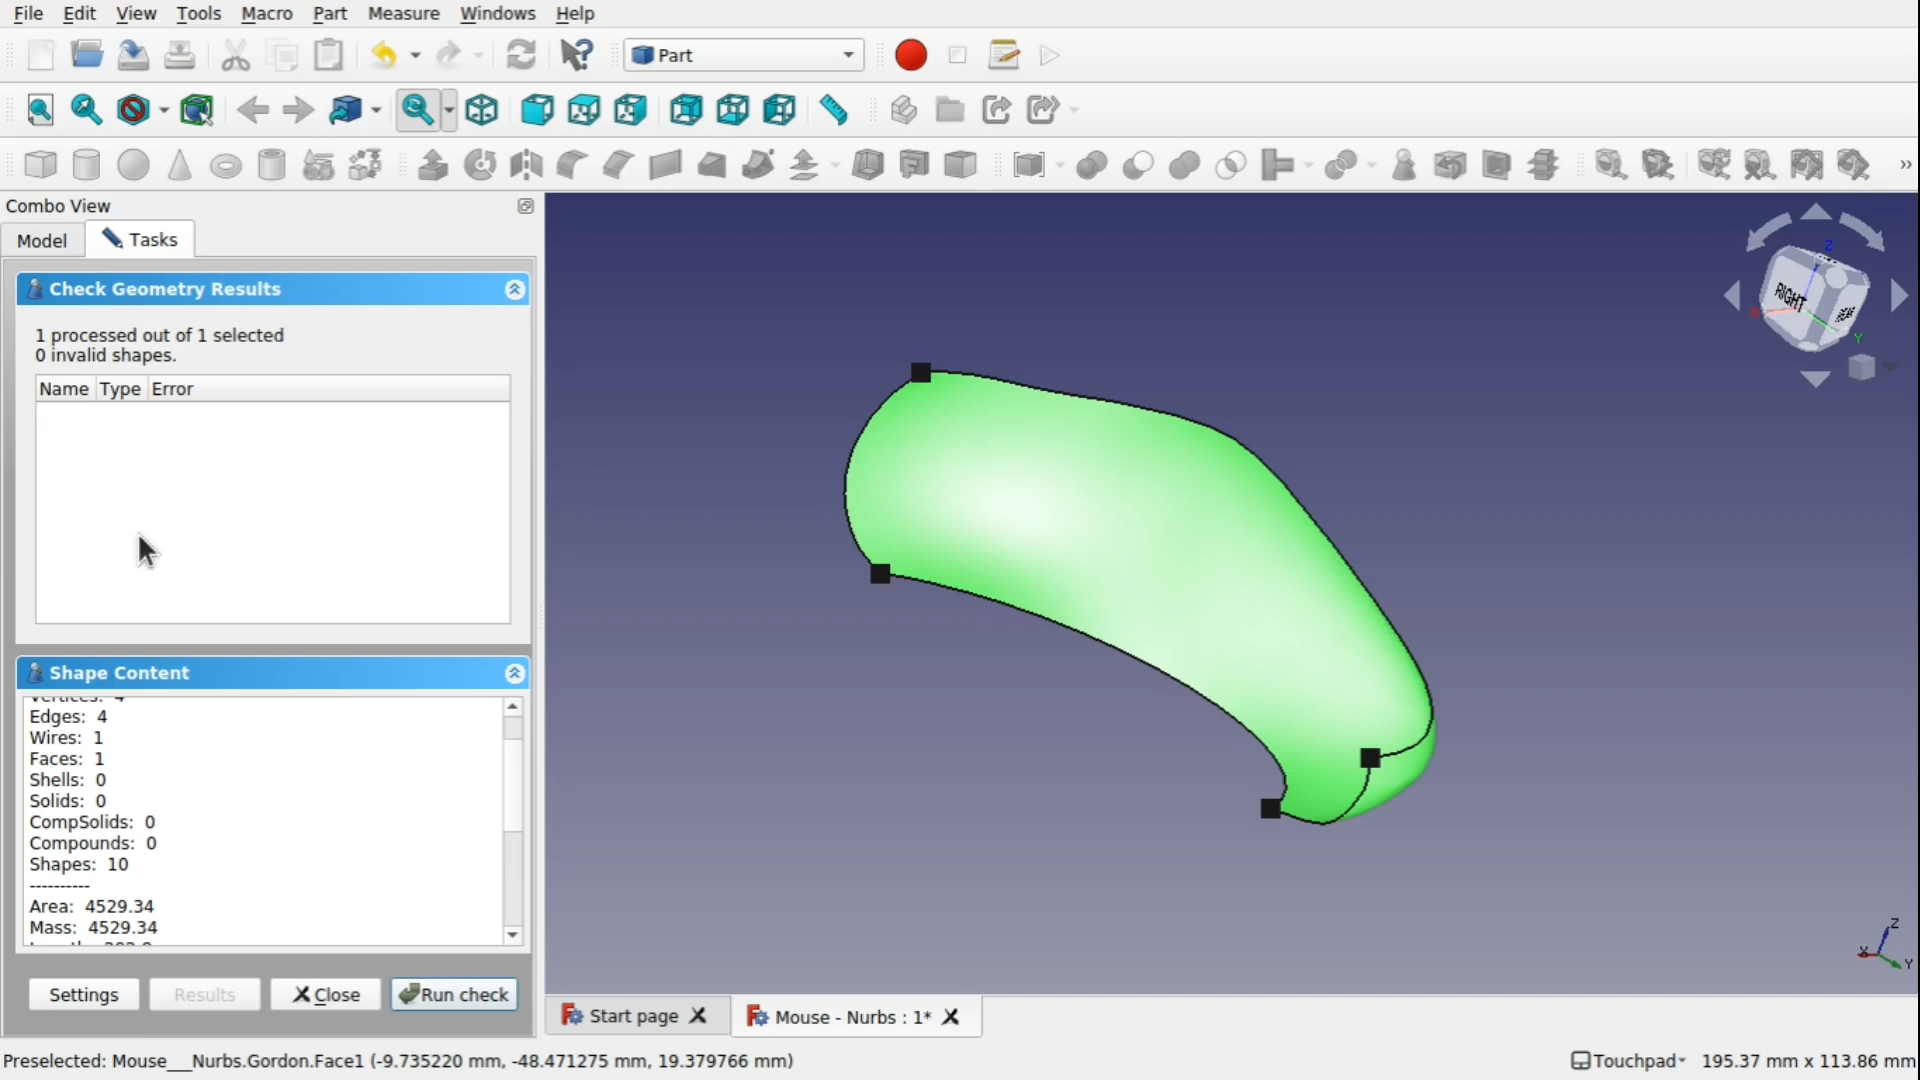 File Edit View Tools Macro Part Measure Windows Help
Part
Combo View
Model Tasks
Check Geometry Results
1 processed out of 1 selected
0 invalid shapes.
Name Type Error
Shape Content
Vertices: 4
Edges: 4
Wires: 1
Faces: 1
Shells: 0
Solids: 0
CompSolids: 0
Compounds: 0
Shapes: 10
----------
Area: 4529.34
Mass: 4529.34
Settings Results Close Run check
RIGHT
Z
Y
Z
X
Y
Start page
Mouse - Nurbs : 1*
Preselected: Mouse___Nurbs.Gordon.Face1 (-9.735220 mm, -48.471275 mm, 19.379766 mm)
Touchpad 195.37 mm x 113.86 mm